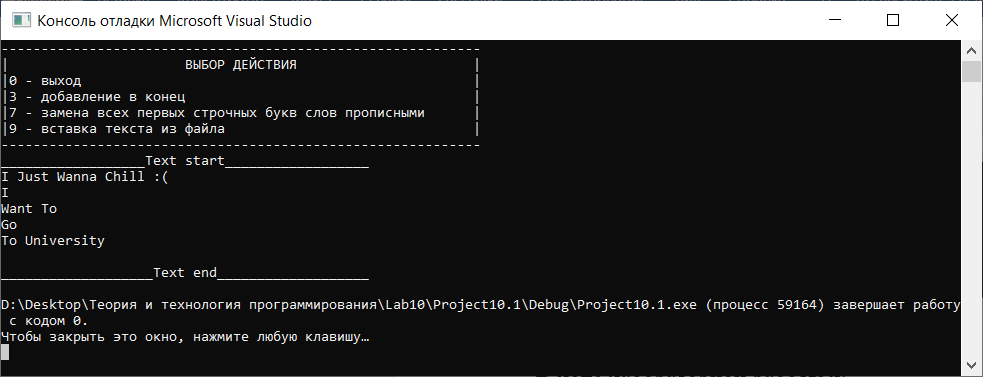 Консоль отладки Microsoft Visual Studio
------------------------------------------------------------
| ВЫБОР ДЕЙСТВИЯ |
|0 - выход |
|3 - добавление в конец |
|7 - замена всех первых строчных букв слов прописными |
|9 - вставка текста из файла |
------------------------------------------------------------
__________________Text start__________________
I Just Wanna Chill :(
I
Want To
Go
To University
___________________Text end___________________
D:\Desktop\Теория и технология программирования\Lab10\Project10.1\Debug\Project10.1.exe (процесс 59164) завершает работу
с кодом 0.
Чтобы закрыть это окно, нажмите любую клавишу…